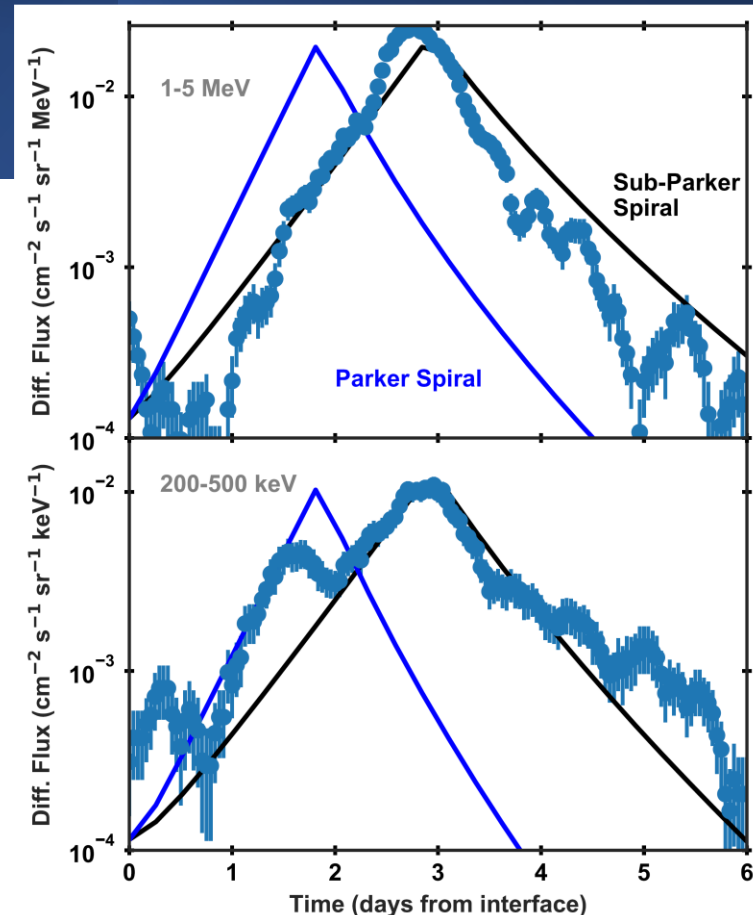 Diff. Flux (cm⁻² s⁻¹ sr⁻¹ MeV⁻¹)
10⁻²
10⁻³
10⁻⁴
1-5 MeV
Sub-Parker
Spiral
Parker Spiral
Diff. Flux (cm⁻² s⁻¹ sr⁻¹ keV⁻¹)
10⁻²
10⁻³
10⁻⁴
200-500 keV
0 1 2 3 4 5 6
Time (days from interface)